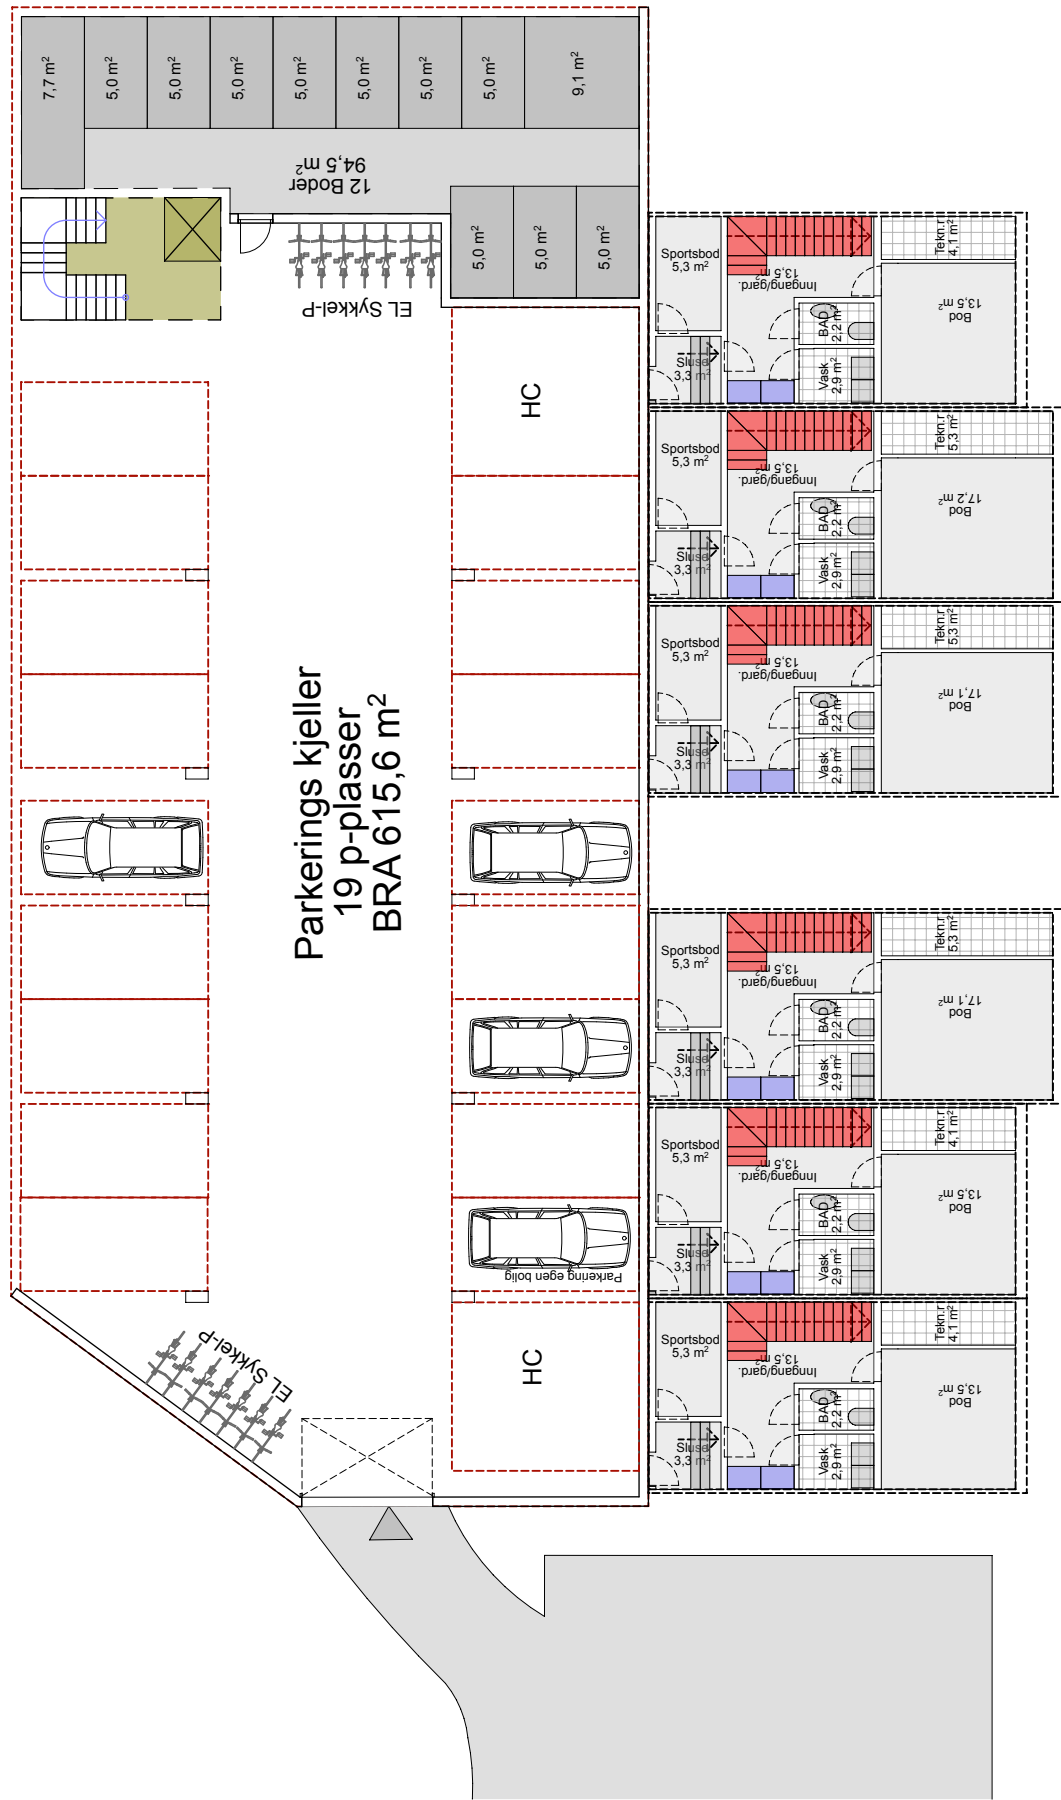 7,7 m²
5,0 m²
5,0 m²
5,0 m²
5,0 m²
5,0 m²
5,0 m²
5,0 m²
9,1 m²
12 Boder
94,5 m²
5,0 m²
5,0 m²
5,0 m²
EL Sykkel-P
HC
Parkerings kjeller
19 p-plasser
BRA 615,6 m²
Parkering egen bolig
HC
EL Sykkel-P
Sportsbod
5,3 m²
Inngang/gard.
13,5 m²
Tekn.r
4,1 m²
Sluse
3,3 m²
BAD
2,2 m²
Vask
2,9 m²
Bod
13,5 m²
Sportsbod
5,3 m²
Inngang/gard.
13,5 m²
Tekn.r
5,3 m²
Sluse
3,3 m²
BAD
2,2 m²
Vask
2,9 m²
Bod
17,2 m²
Sportsbod
5,3 m²
Inngang/gard.
13,5 m²
Tekn.r
5,3 m²
Sluse
3,3 m²
BAD
2,2 m²
Vask
2,9 m²
Bod
17,1 m²
Sportsbod
5,3 m²
Inngang/gard.
13,5 m²
Tekn.r
5,3 m²
Sluse
3,3 m²
BAD
2,2 m²
Vask
2,9 m²
Bod
17,1 m²
Sportsbod
5,3 m²
Inngang/gard.
13,5 m²
Tekn.r
4,1 m²
Sluse
3,3 m²
BAD
2,2 m²
Vask
2,9 m²
Bod
13,5 m²
Sportsbod
5,3 m²
Inngang/gard.
13,5 m²
Tekn.r
4,1 m²
Sluse
3,3 m²
BAD
2,2 m²
Vask
2,9 m²
Bod
13,5 m²